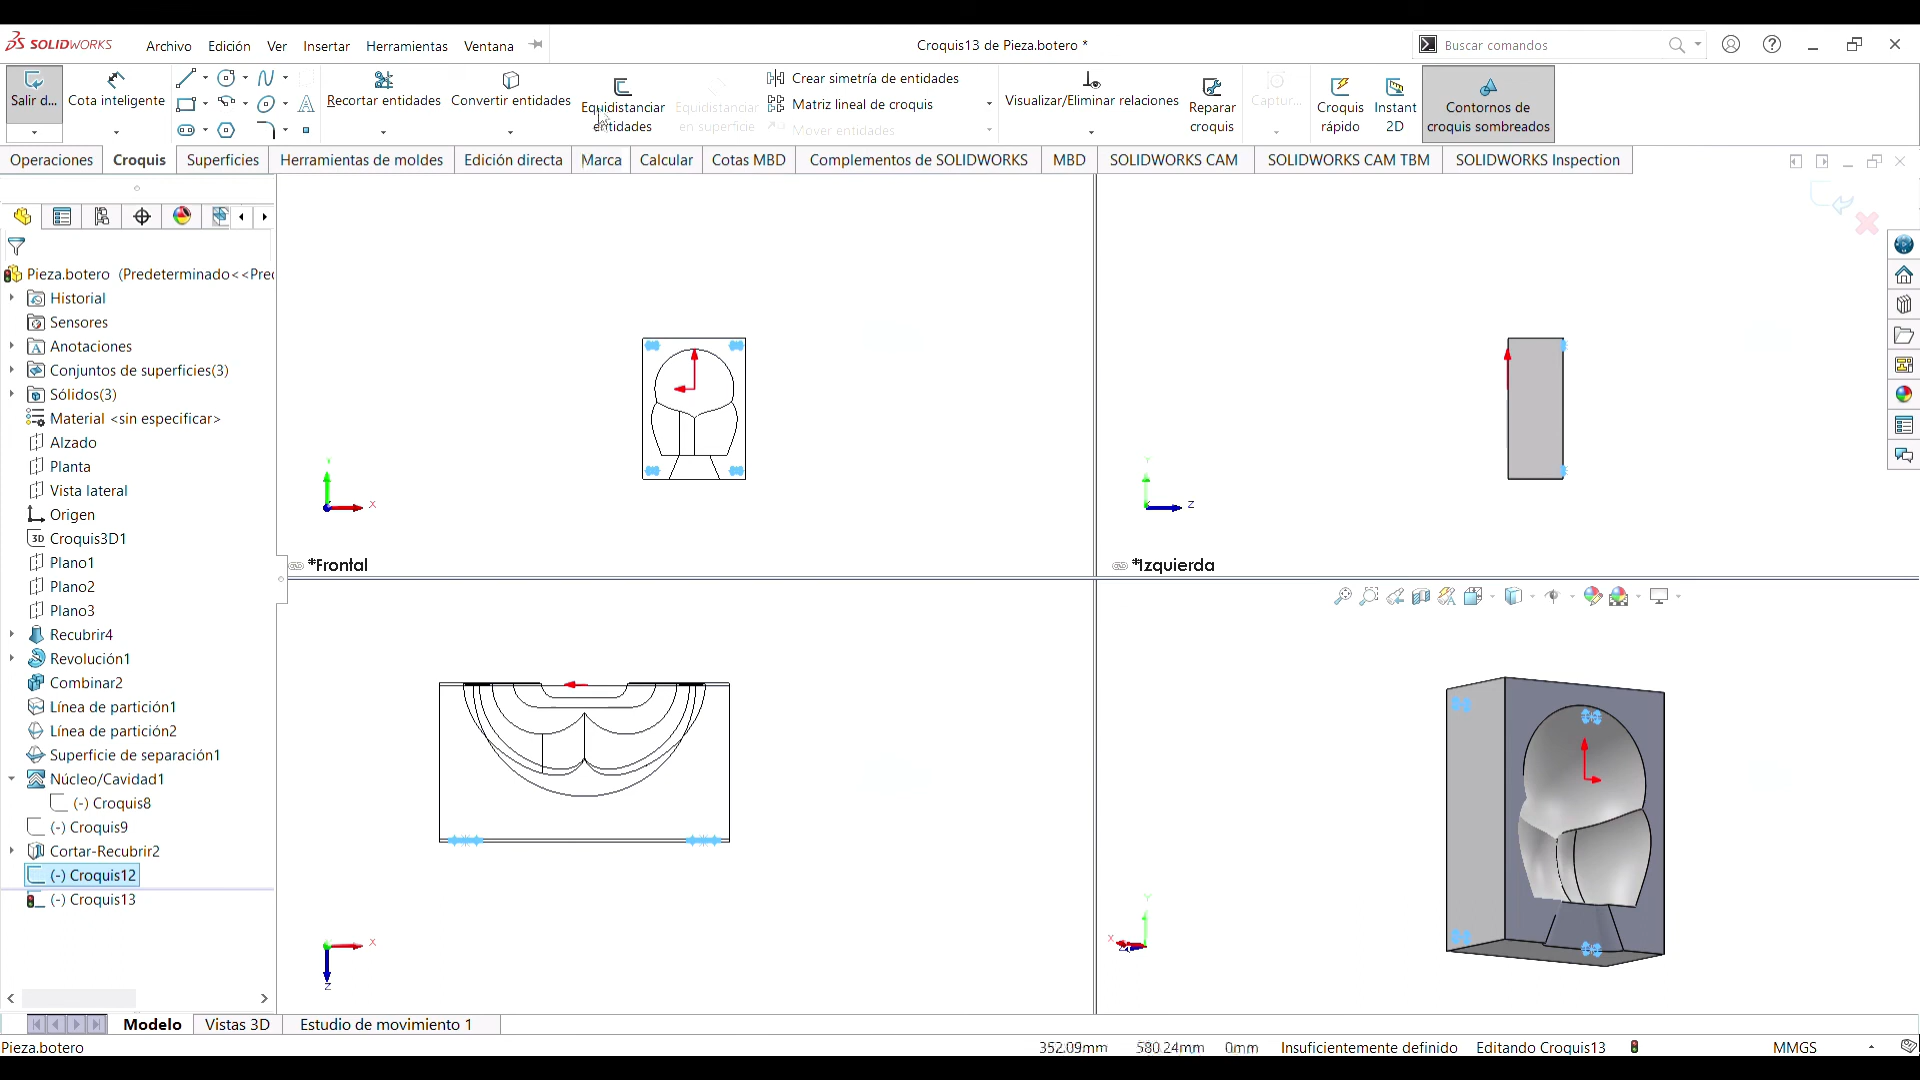 SOLIDWORKS Archivo Edición Ver Insertar Herramientas Ventana Croquis13 de Pieza.botero * Buscar comandos
Salir d... Cota inteligente Recortar entidades Convertir entidades Equidistanciar entidades Equidistanciar en superficie
Crear simetría de entidades
Matriz lineal de croquis
Mover entidades
Visualizar/Eliminar relaciones Reparar croquis Captur... Croquis rápido Instant 2D Contornos de croquis sombreados
Operaciones Croquis Superficies Herramientas de moldes Edición directa Marca Calcular Cotas MBD Complementos de SOLIDWORKS MBD SOLIDWORKS CAM SOLIDWORKS CAM TBM SOLIDWORKS Inspection
Pieza.botero (Predeterminado<<Pre
Historial
Sensores
Anotaciones
Conjuntos de superficies(3)
Sólidos(3)
Material <sin especificar>
Alzado
Planta
Vista lateral
Origen
3D Croquis3D1
Plano1
Plano2
Plano3
Recubrir4
Revolución1
Combinar2
Línea de partición1
Línea de partición2
Superficie de separación1
Núcleo/Cavidad1
(-) Croquis8
(-) Croquis9
Cortar-Recubrir2
(-) Croquis12
(-) Croquis13
X
*Frontal
Y
Z
*Izquierda
X
Z
Y
X
Z
Modelo Vistas 3D Estudio de movimiento 1
Pieza.botero 352.09mm 580.24mm 0mm Insuficientemente definido Editando Croquis13 MMGS